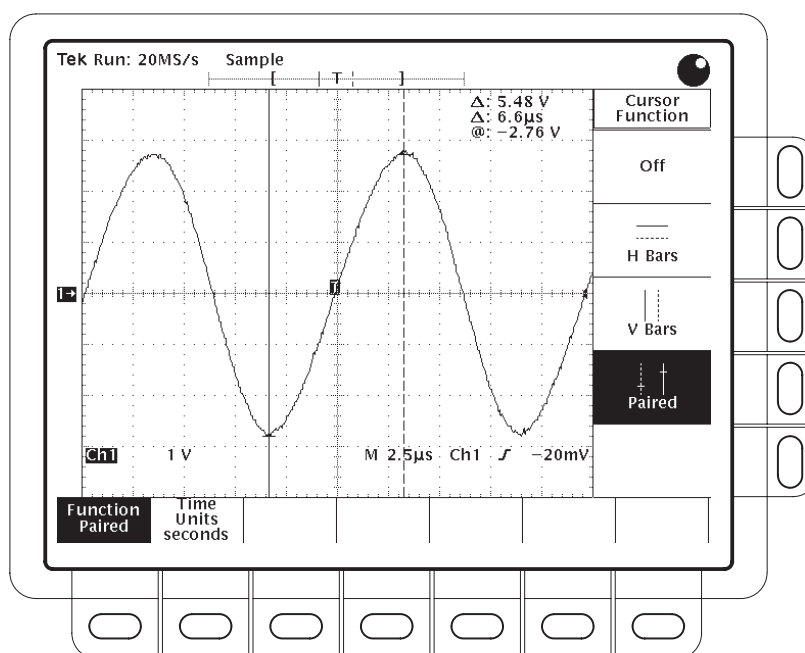 Tek Run: 20MS/s Sample
[ T ]
Δ: 5.48 V
Δ: 6.6µs
@: −2.76 V
Cursor
Function
Off
H Bars
1→
T
V Bars
Paired
Ch1 1 V M 2.5µs Ch1 ∫ −20mV
Function
Paired
Time
Units
seconds